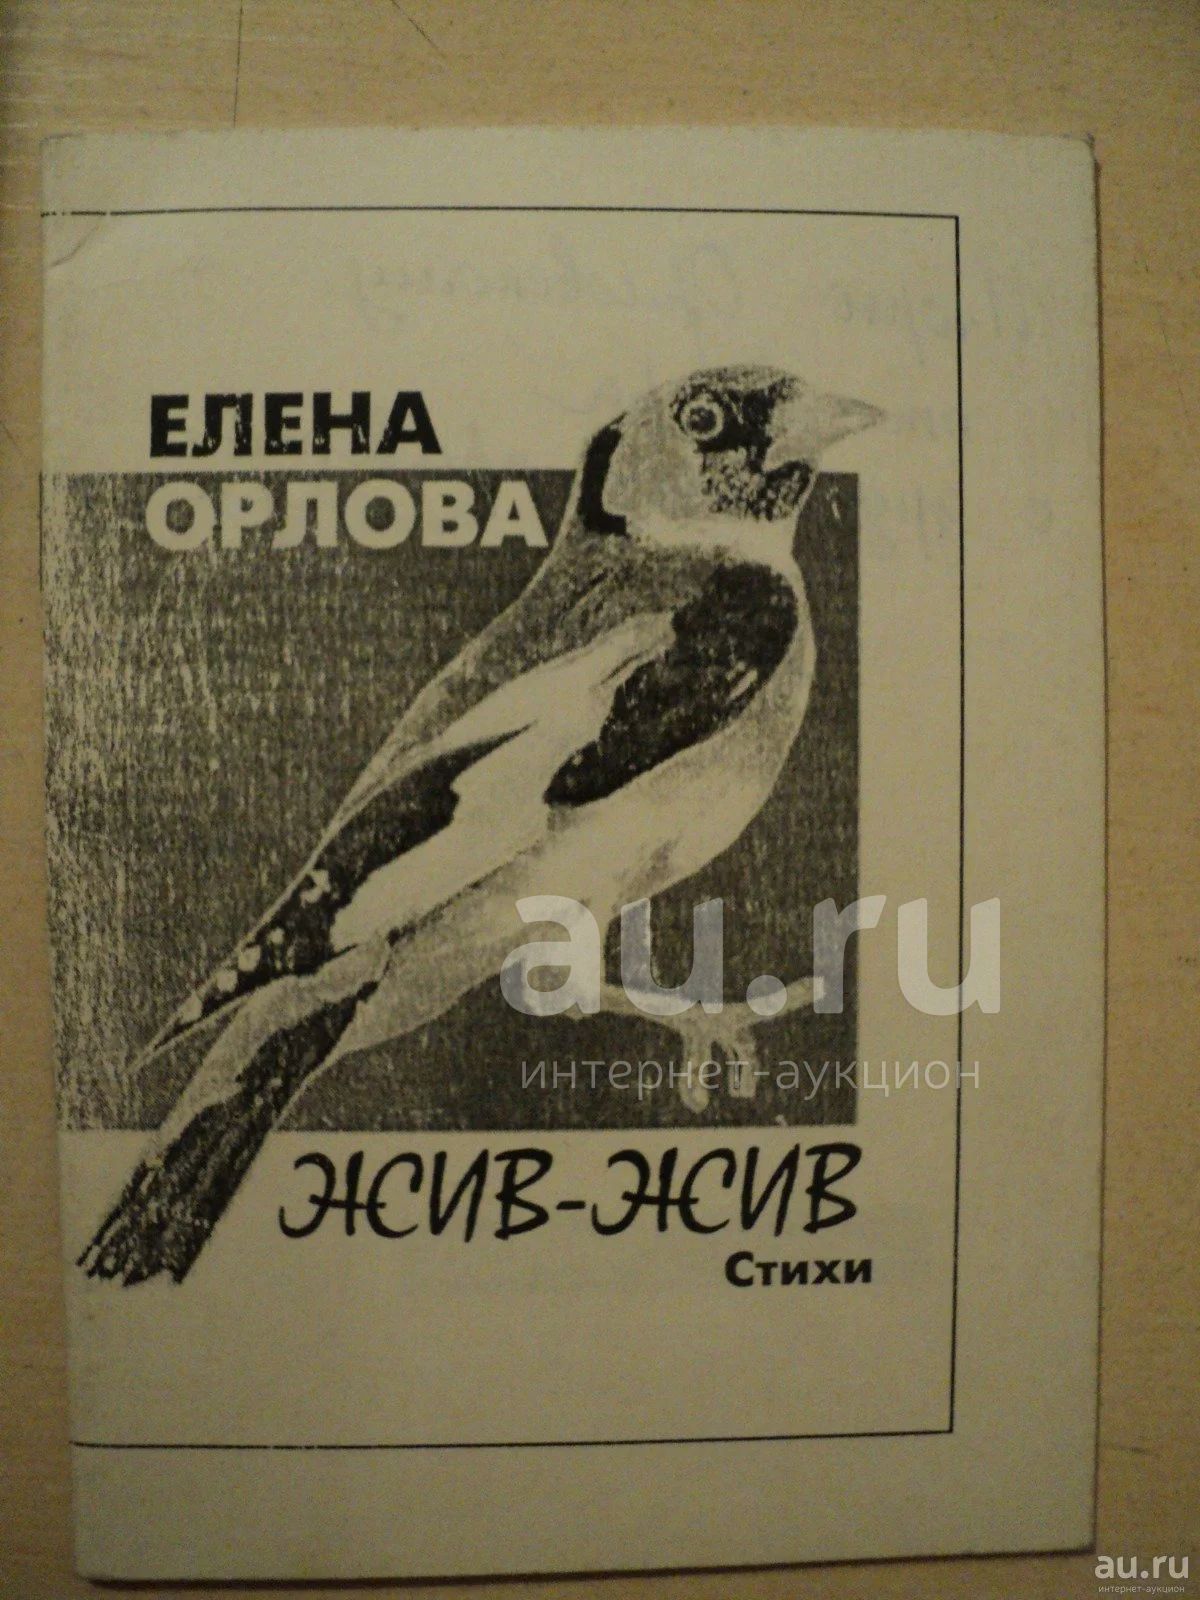 ЕЛЕНА
ОРЛОВА
au.ru
интернет-аукцион
ЖИВ-ЖИВ
Стихи
au.ru
интернет-аукцион